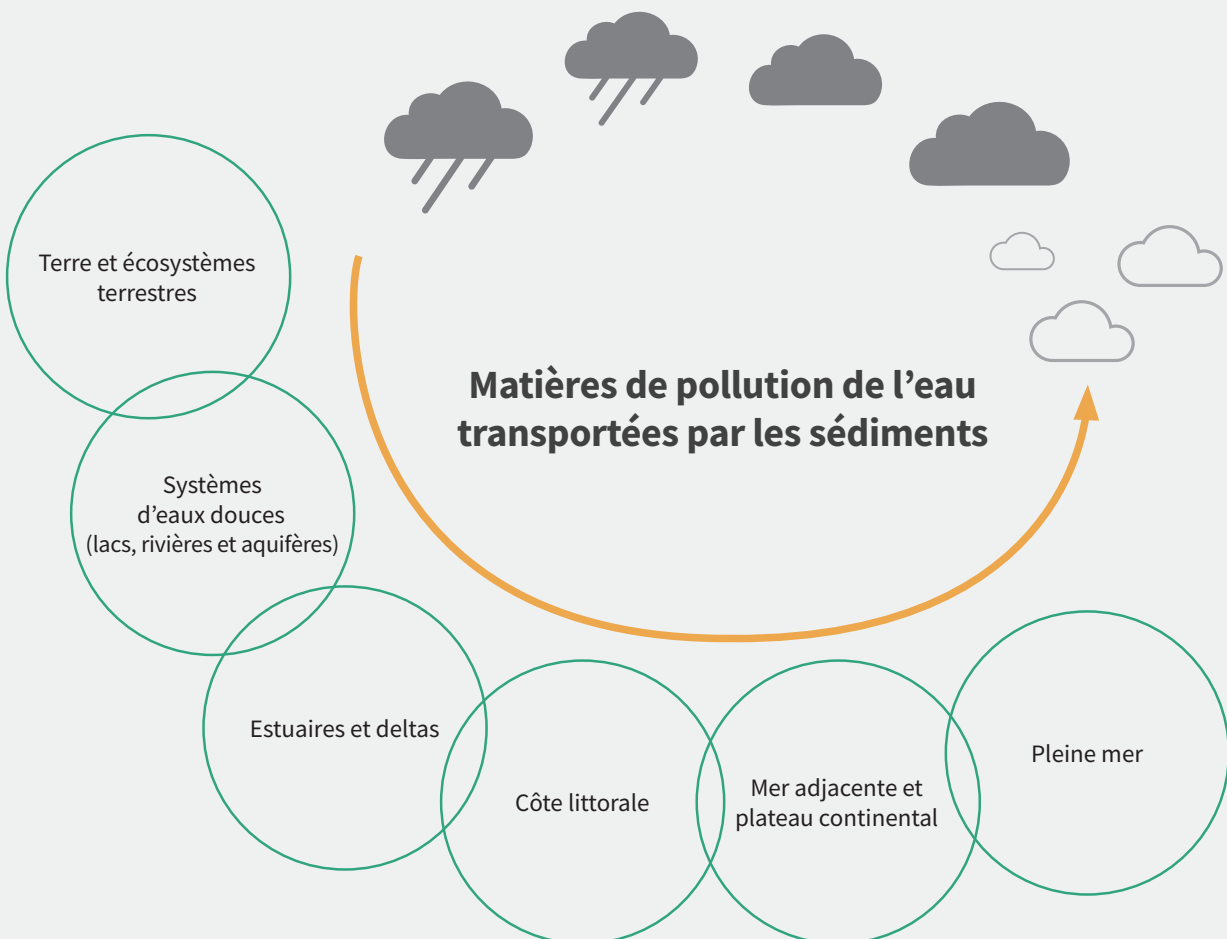 Terre et écosystèmes
terrestres
Matières de pollution de l’eau
transportées par les sédiments
Systèmes
d’eaux douces
(lacs, rivières et aquifères)
Estuaires et deltas
Côte littorale
Mer adjacente et
plateau continental
Pleine mer